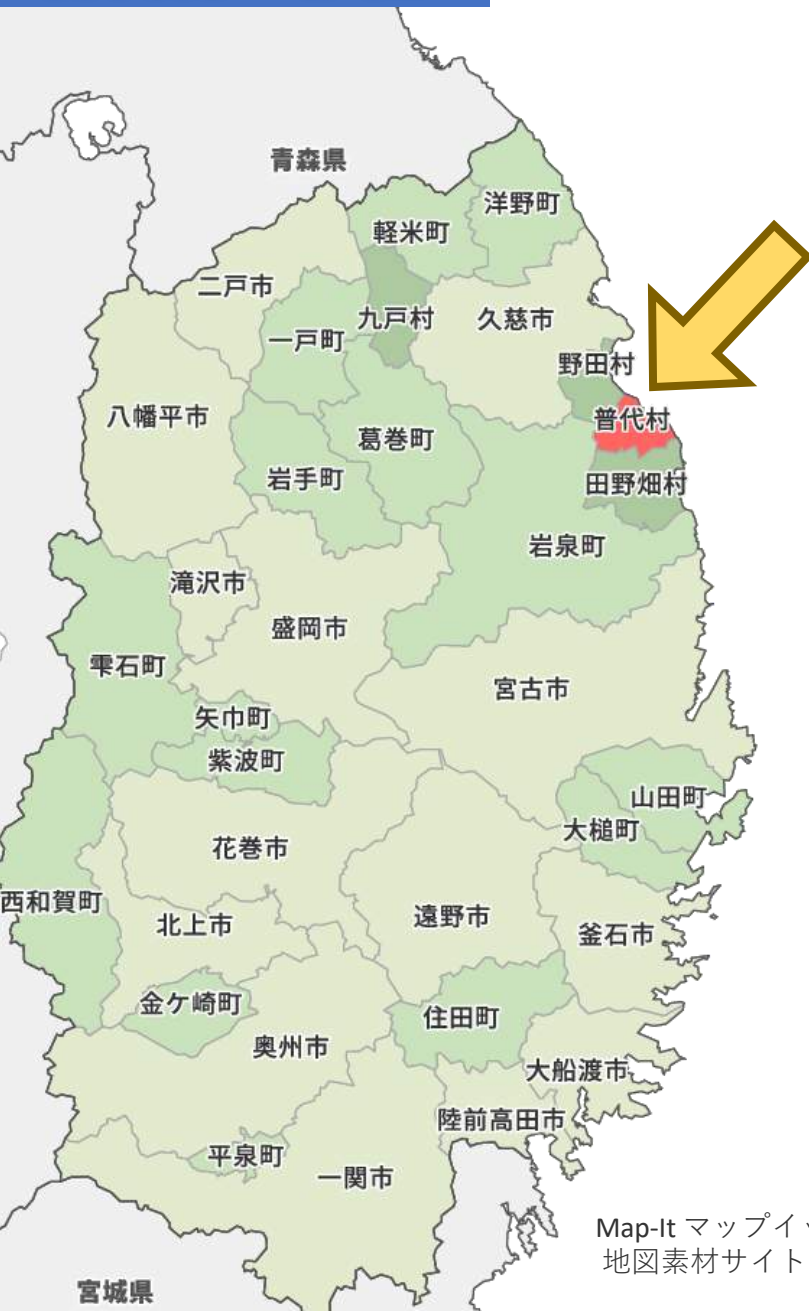 青森県
洋野町
軽米町
二戸市
九戸村
久慈市
一戸町
野田村
八幡平市
普代村
葛巻町
岩手町
田野畑村
岩泉町
滝沢市
盛岡市
雫石町
宮古市
矢巾町
紫波町
山田町
大槌町
花巻市
西和賀町
遠野市
北上市
釜石市
金ケ崎町
住田町
奥州市
大船渡市
陸前高田市
平泉町
一関市
Map-It マップイッ
地図素材サイト
宮城県